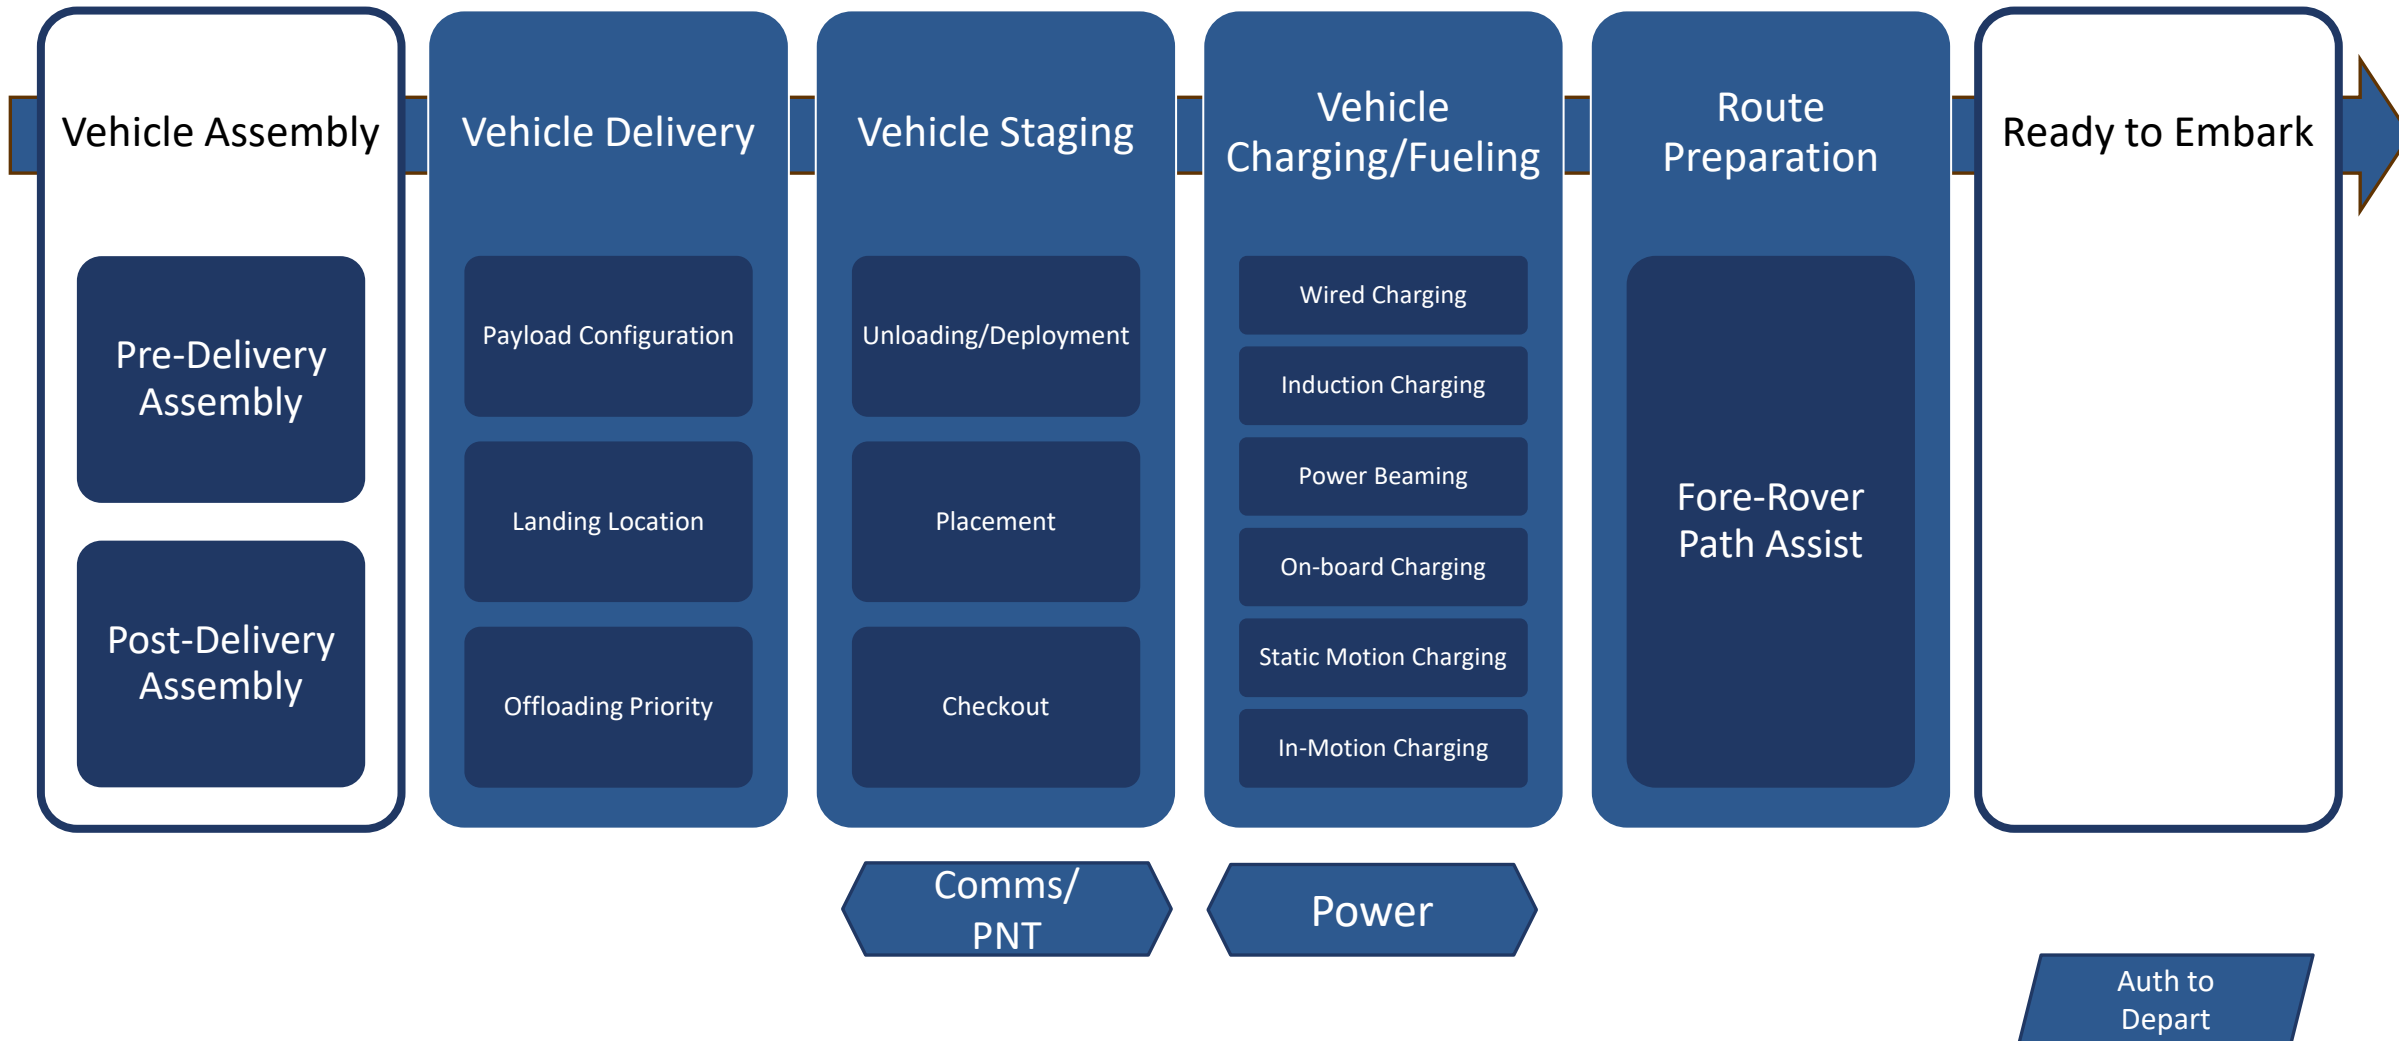 Vehicle Assembly
Pre-Delivery
Assembly
Post-Delivery
Assembly
Vehicle Delivery
Payload Configuration
Landing Location
Offloading Priority
Vehicle Staging
Unloading/Deployment
Placement
Checkout
Vehicle
Charging/Fueling
Wired Charging
Induction Charging
Power Beaming
On-board Charging
Static Motion Charging
In-Motion Charging
Route
Preparation
Fore-Rover
Path Assist
Ready to Embark
Comms/
PNT
Power
Auth to
Depart